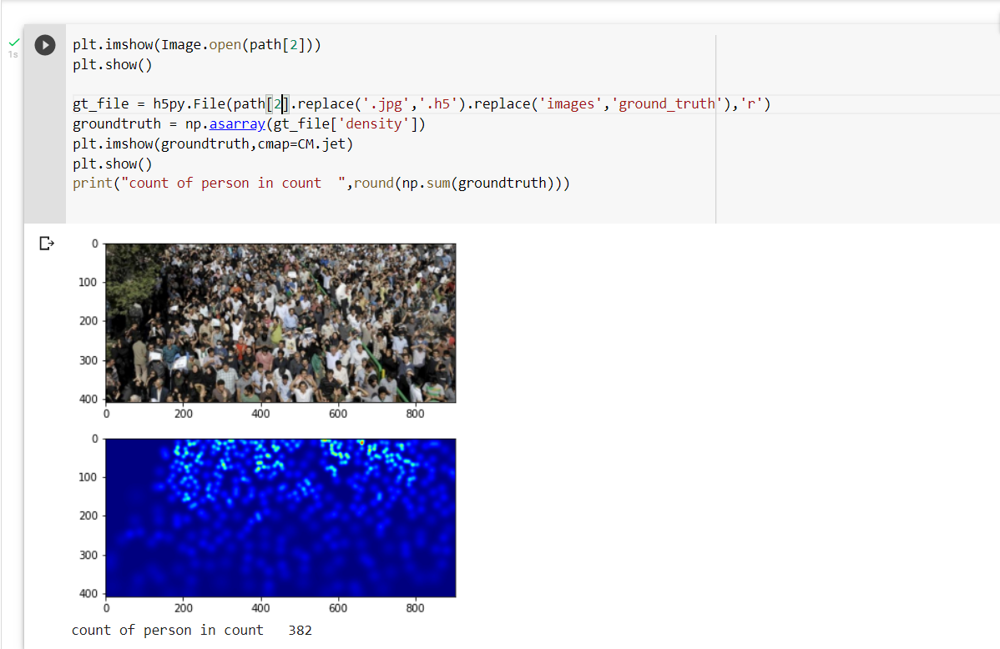 1s
plt.imshow(Image.open(path[2]))
plt.show()
gt_file = h5py.File(path[2].replace('.jpg','.h5').replace('images','ground_truth'),'r')
groundtruth = np.asarray(gt_file['density'])
plt.imshow(groundtruth,cmap=CM.jet)
plt.show()
print("count of person in count  ",round(np.sum(groundtruth)))
0
100
200
300
400
0 200 400 600 800
0
100
200
300
400
0 200 400 600 800
count of person in count   382